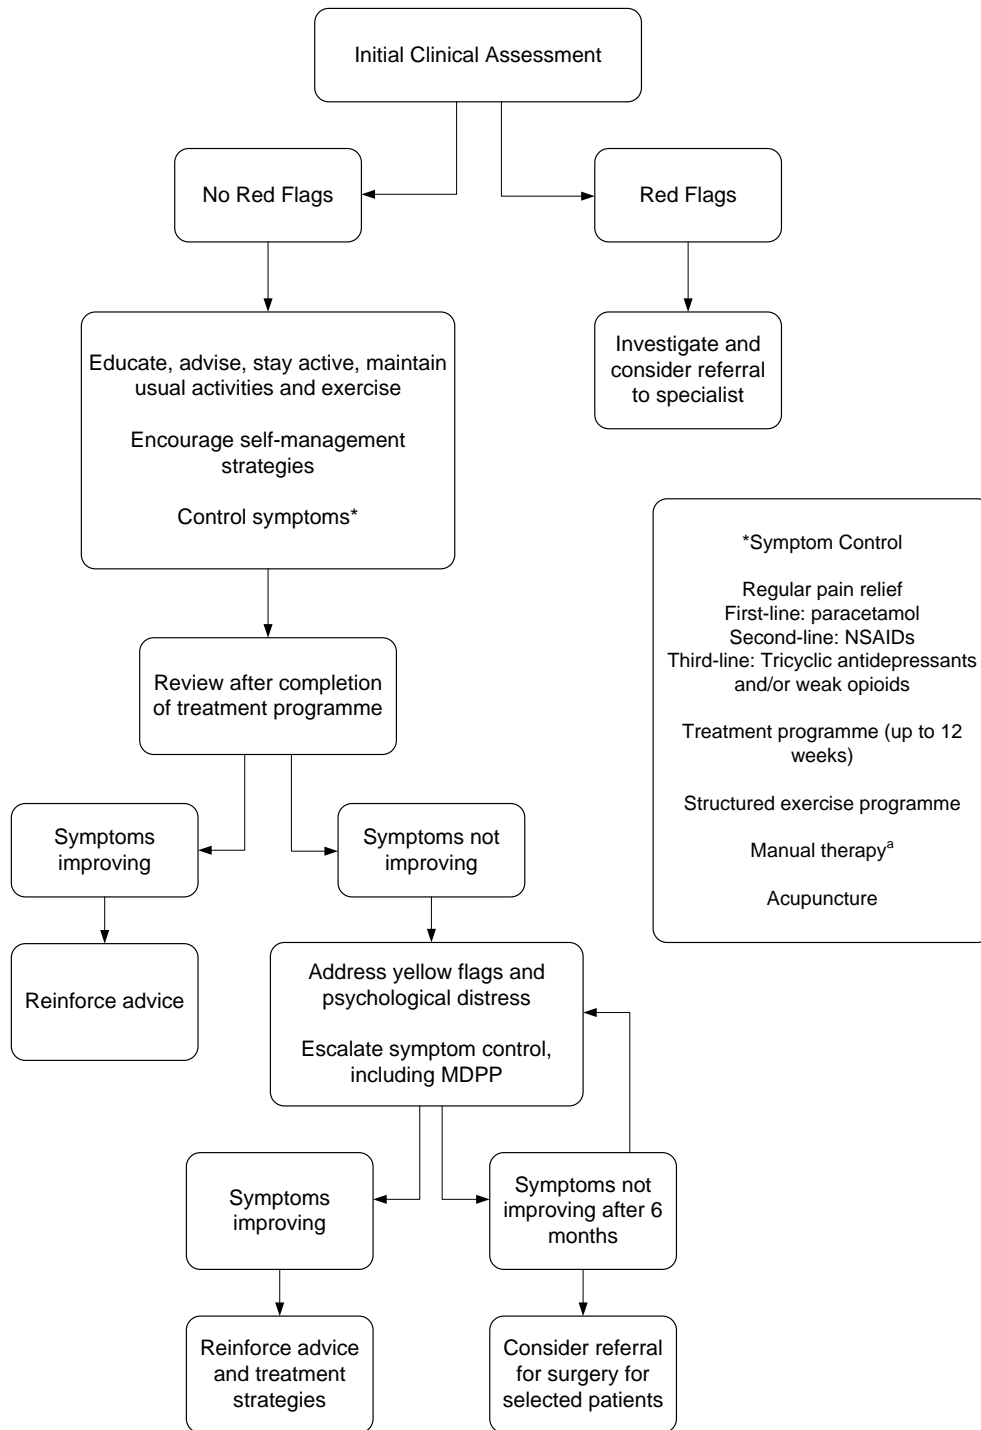 Initial Clinical Assessment
No Red Flags
Red Flags
Educate, advise, stay active, maintain
usual activities and exercise
Encourage self-management
strategies
Control symptoms*
Investigate and
consider referral
to specialist
*Symptom Control
Regular pain relief
First-line: paracetamol
Second-line: NSAIDs
Third-line: Tricyclic antidepressants
and/or weak opioids
Treatment programme (up to 12
weeks)
Structured exercise programme
Manual therapyᵃ
Acupuncture
Review after completion
of treatment programme
Symptoms
improving
Symptoms not
improving
Reinforce advice
Address yellow flags and
psychological distress
Escalate symptom control,
including MDPP
Symptoms
improving
Symptoms not
improving after 6
months
Reinforce advice
and treatment
strategies
Consider referral
for surgery for
selected patients